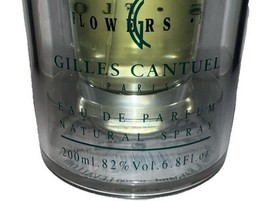 FLOWERS
GILLES CANTUEL
PARIS
EAU DE PARFUM
NATURAL SPRAY
200ml.82%Vol.6.8Fl.oz